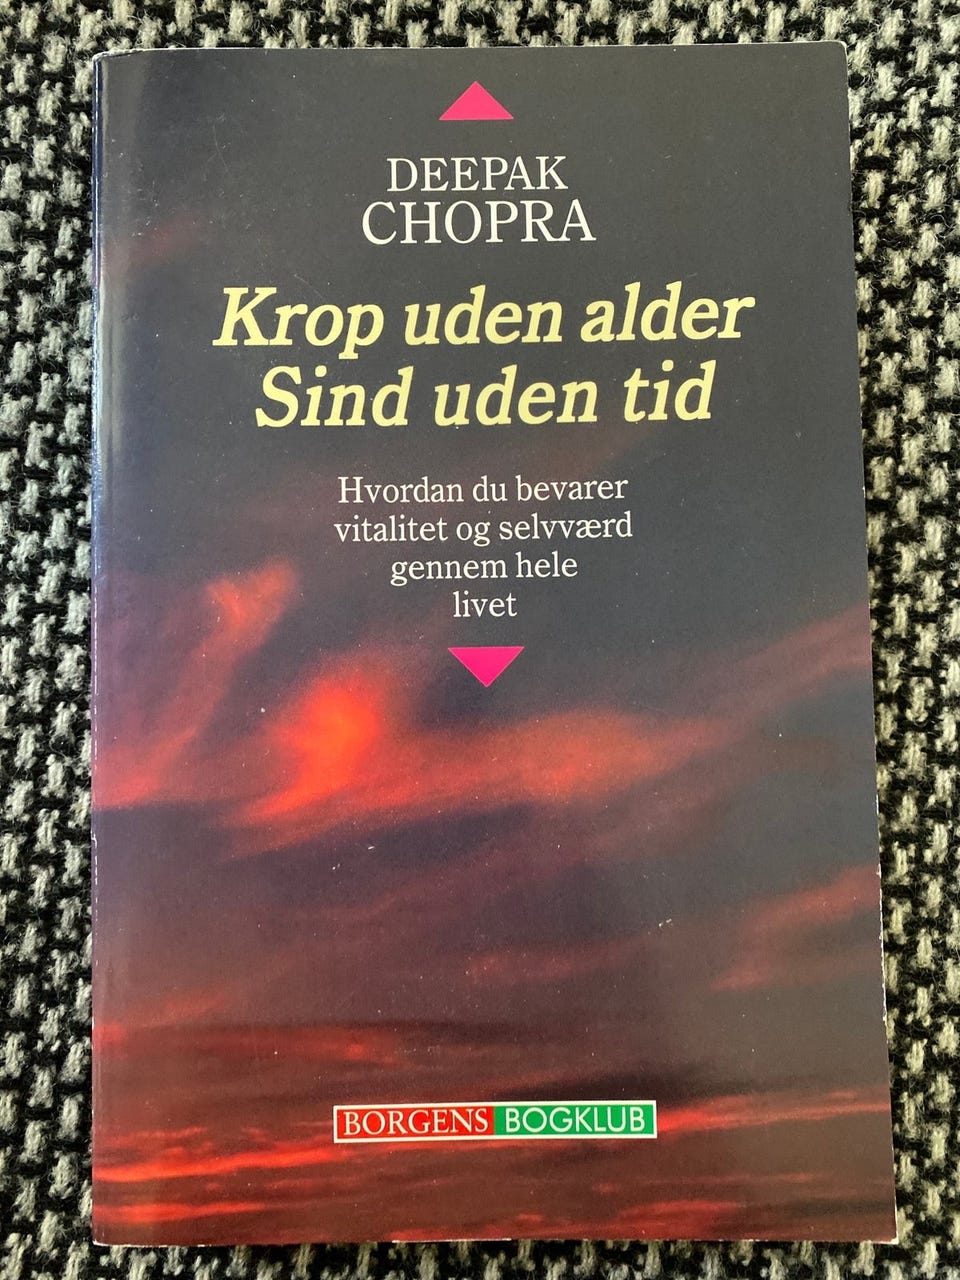 DEEPAK
CHOPRA
Krop uden alder
Sind uden tid
Hvordan du bevarer
vitalitet og selvværd
gennem hele
livet
BORGENS BOGKLUB